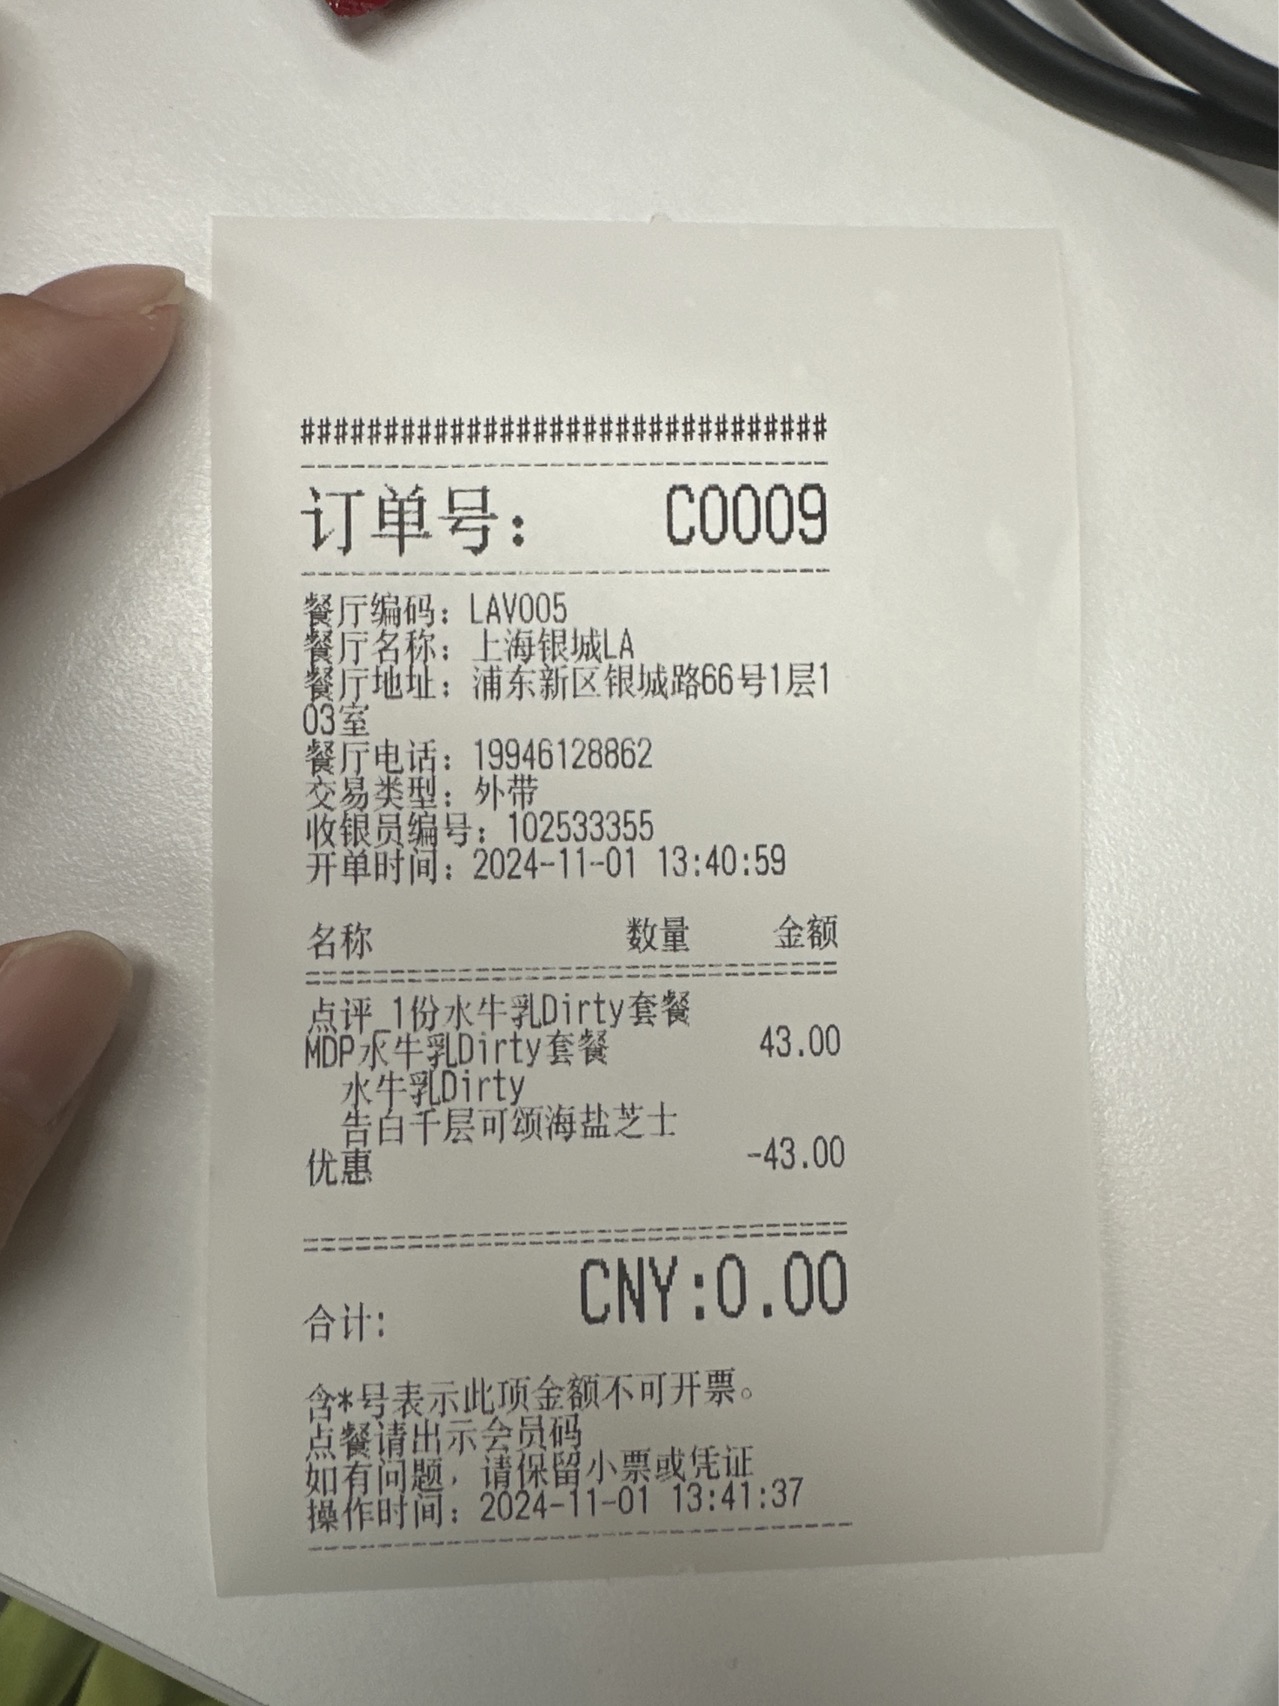 ################################
订单号： C0009
餐厅编码：LAV005
餐厅名称：上海银城LA
餐厅地址：浦东新区银城路66号1层1
03室
餐厅电话：19946128862
交易类型：外带
收银员编号：102533355
开单时间：2024-11-01 13:40:59
名称 数量 金额
点评_1份水牛乳Dirty套餐
MDP水牛乳Dirty套餐 43.00
水牛乳Dirty
告白千层可颂海盐芝士
优惠 -43.00
合计: CNY:0.00
含*号表示此项金额不可开票。
点餐请出示会员码
如有问题，请保留小票或凭证
操作时间：2024-11-01 13:41:37